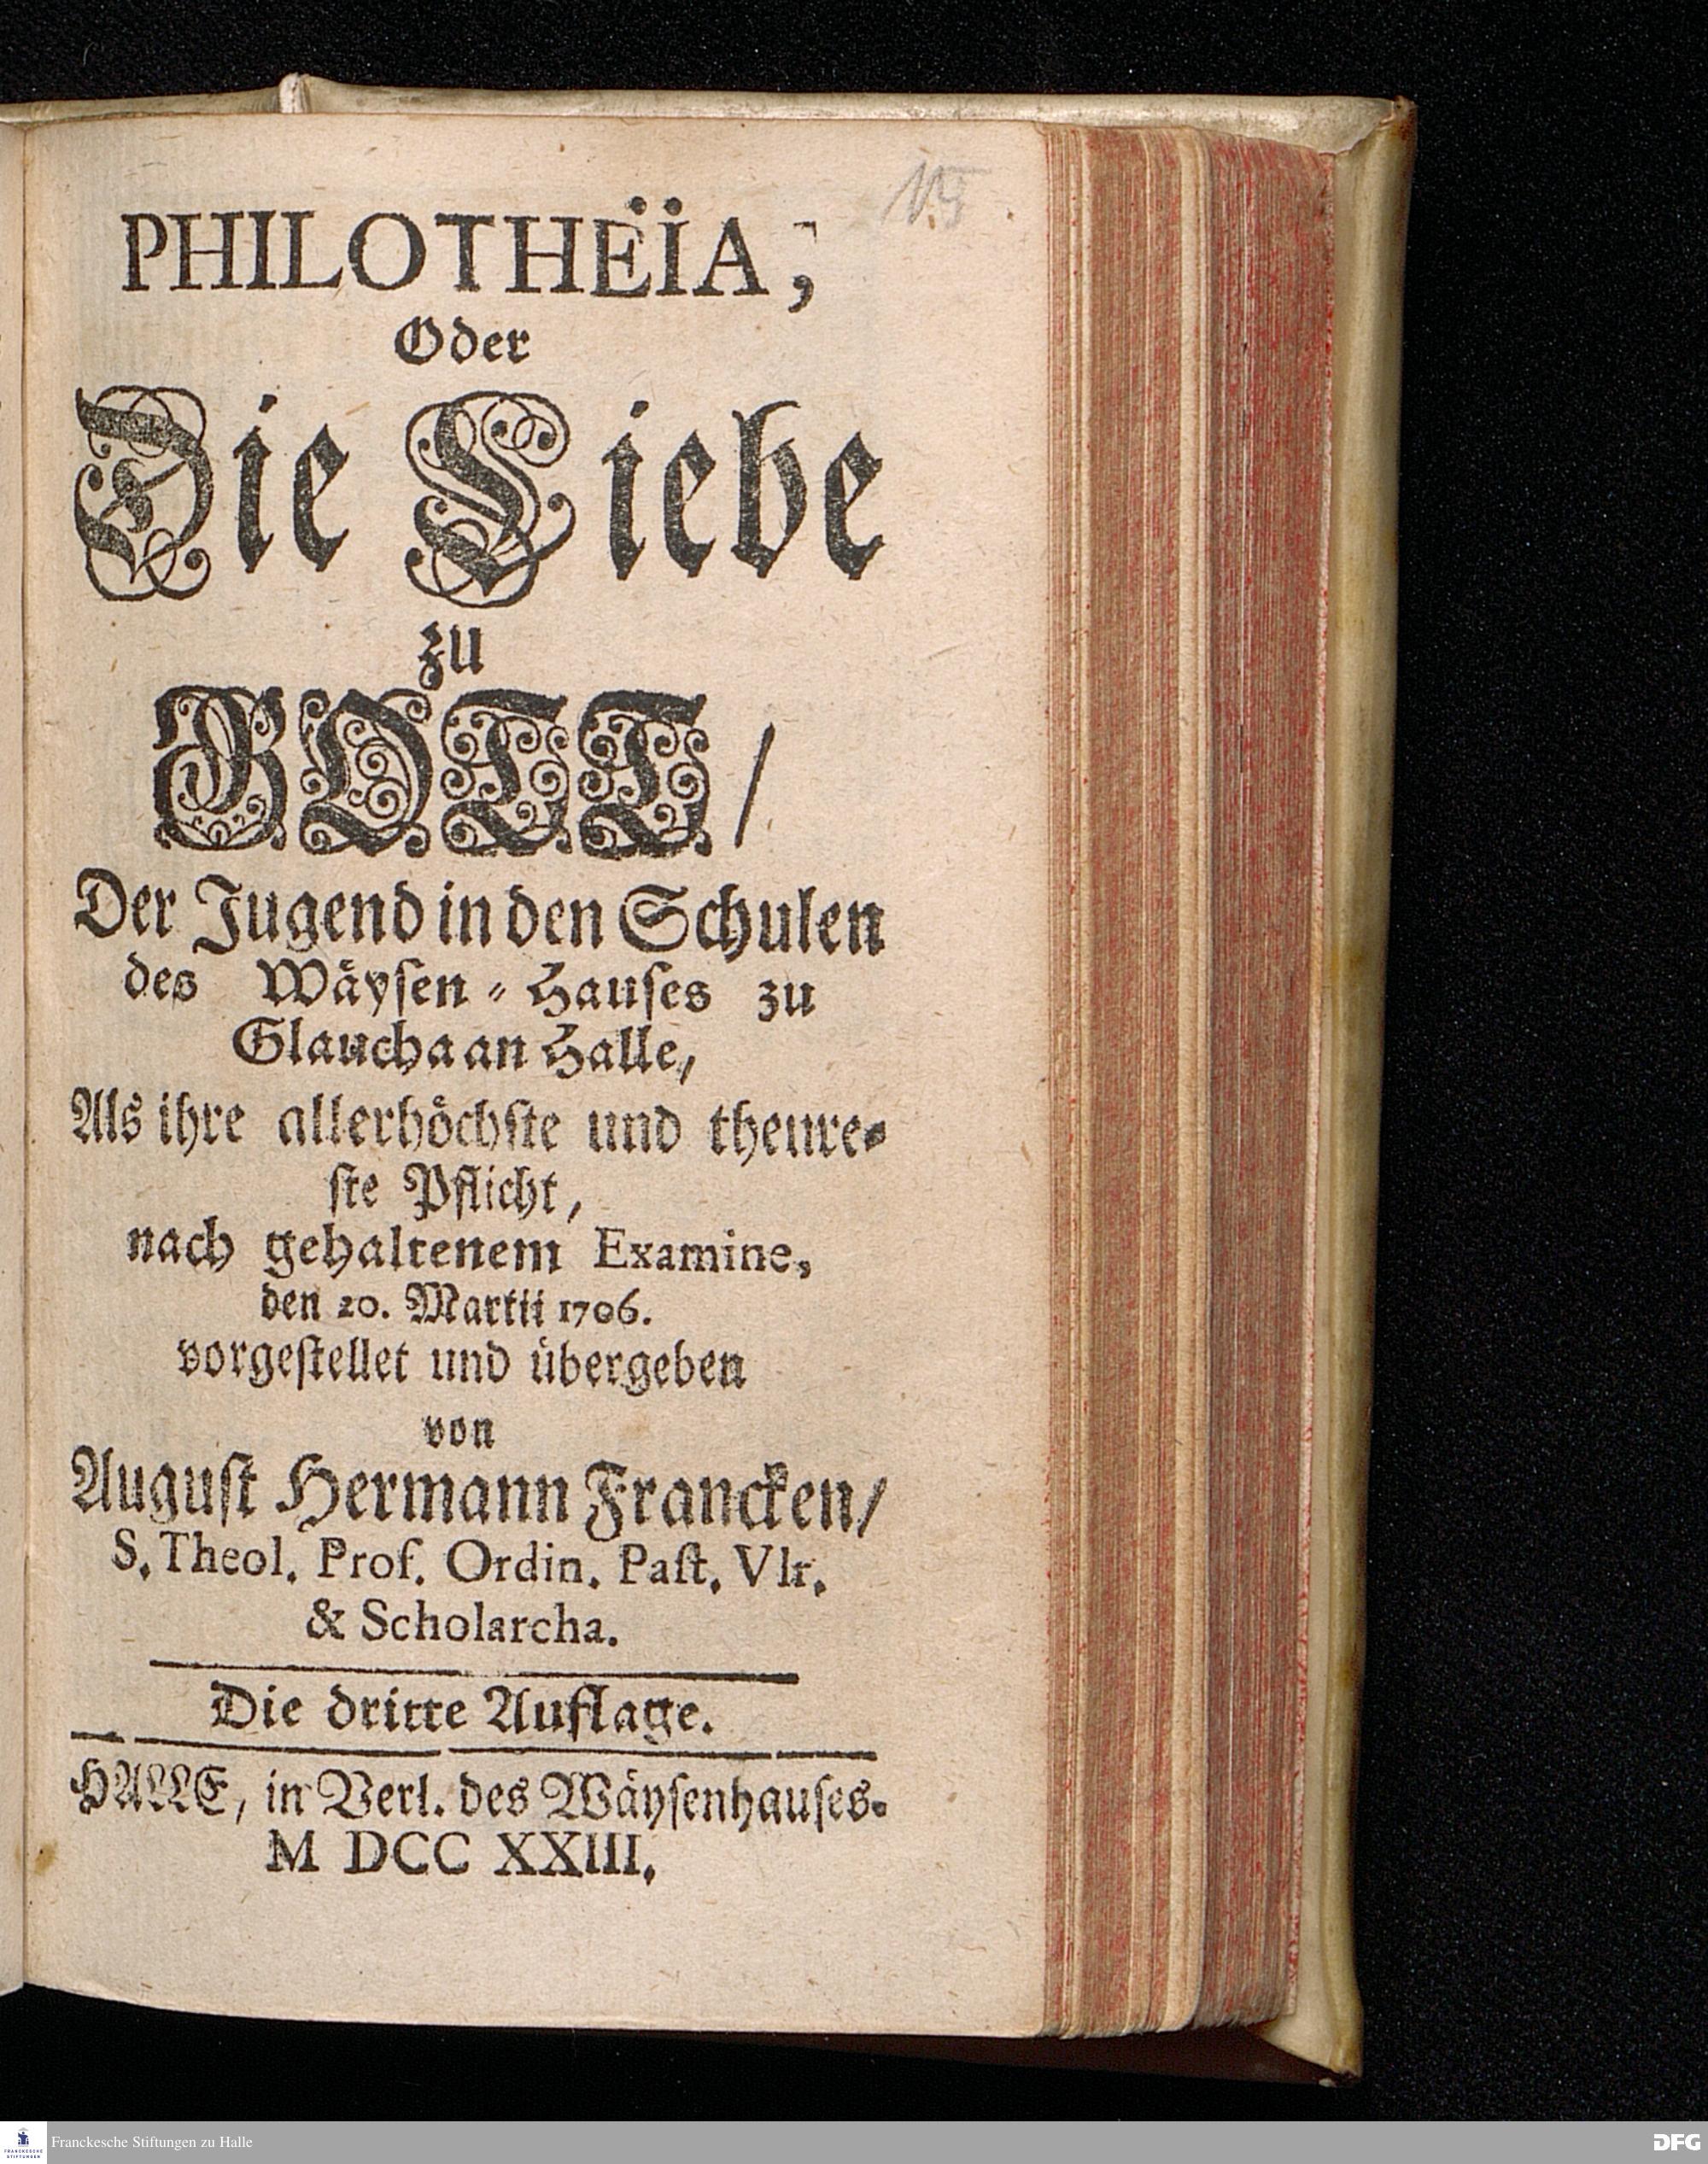 15
PHILOTHEÏA,
Oder
Die Liebe
zu
GOTT/
Der Jugend in den Schulen
des Wäysen-Hauses zu
Glaucha an Halle,
Als ihre allerhöchste und theure-
ste Pflicht,
nach gehaltenem Examine,
den 20. Martii 1706.
vorgestellet und übergeben
von
August Hermann Francken/
S. Theol. Prof. Ordin. Past. Vlr.
& Scholarcha.
Die dritte Auflage.
HALLE, in Verl. des Wäysenhauses.
M DCC XXIII.
FRANCKESCHE
STIFTUNGEN
Franckesche Stiftungen zu Halle
DFG